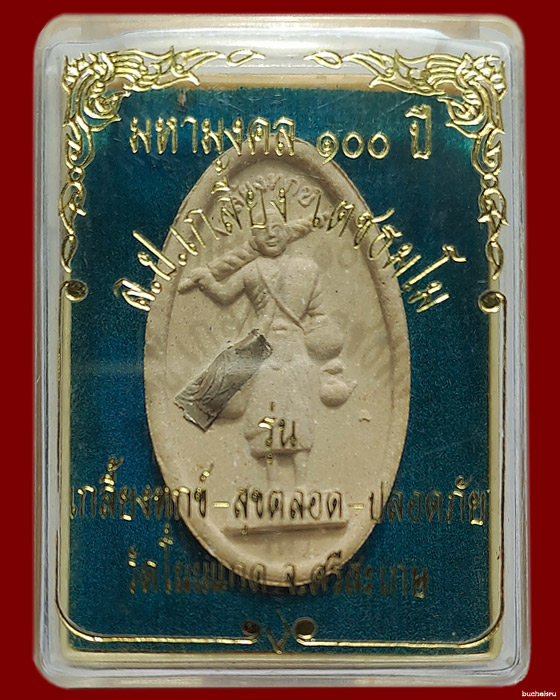 มหามงคล ๑๐๐ ปี
ล.ป.เกลี้ยง เตชธมฺโม
รุ่น
เกลี้ยงทุกข์-สุขตลอด-ปลอดภัย
วัดโนนแกด จ.ศรีสะเกษ